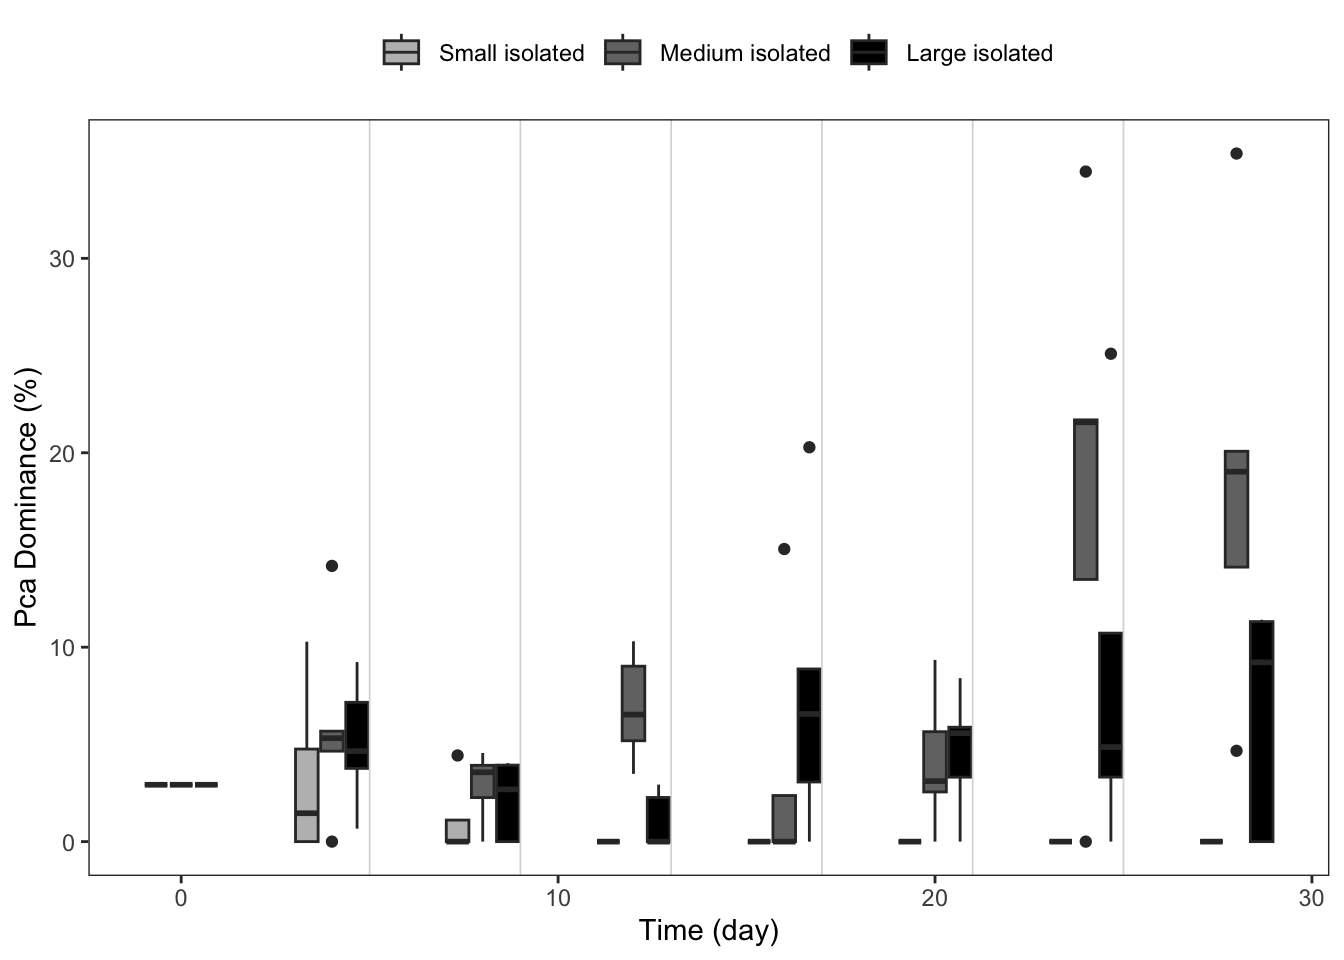 Small isolated Medium isolated Large isolated
Pca Dominance (%)
30
20
10
0
0 10 20 30
Time (day)